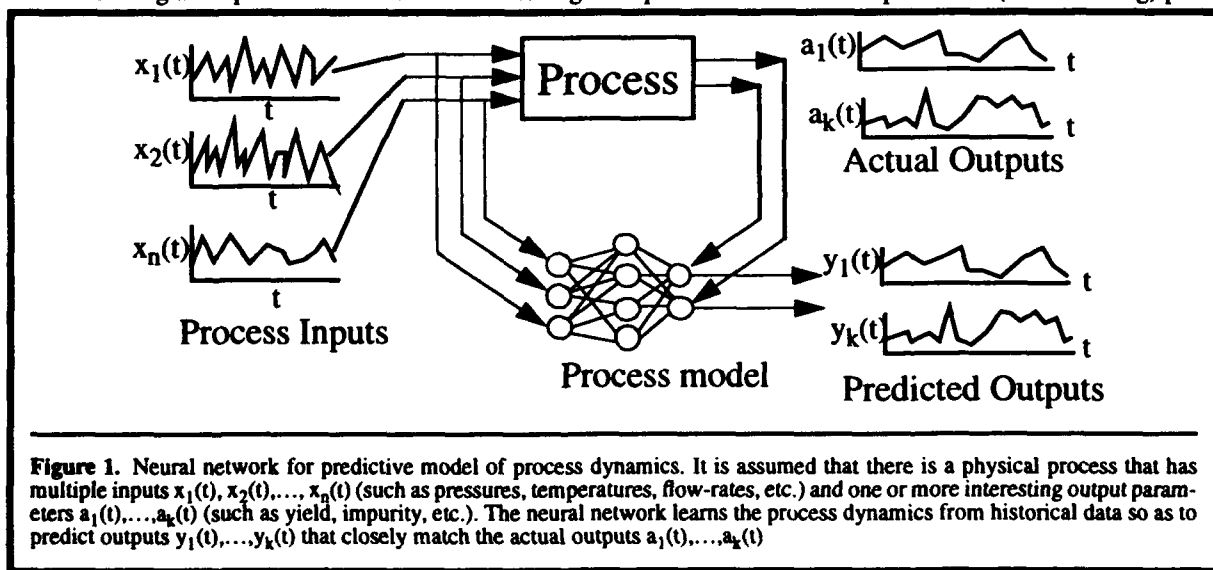 x1(t)
t
x2(t)
t
xn(t)
t
Process Inputs
Process
a1(t)
t
ak(t)
t
Actual Outputs
Process model
y1(t)
t
yk(t)
t
Predicted Outputs
Figure 1. Neural network for predictive model of process dynamics. It is assumed that there is a physical process that has
multiple inputs x1(t), x2(t),..., xn(t) (such as pressures, temperatures, flow-rates, etc.) and one or more interesting output param-
eters a1(t),...,ak(t) (such as yield, impurity, etc.). The neural network learns the process dynamics from historical data so as to
predict outputs y1(t),...,yk(t) that closely match the actual outputs a1(t),...,ak(t)